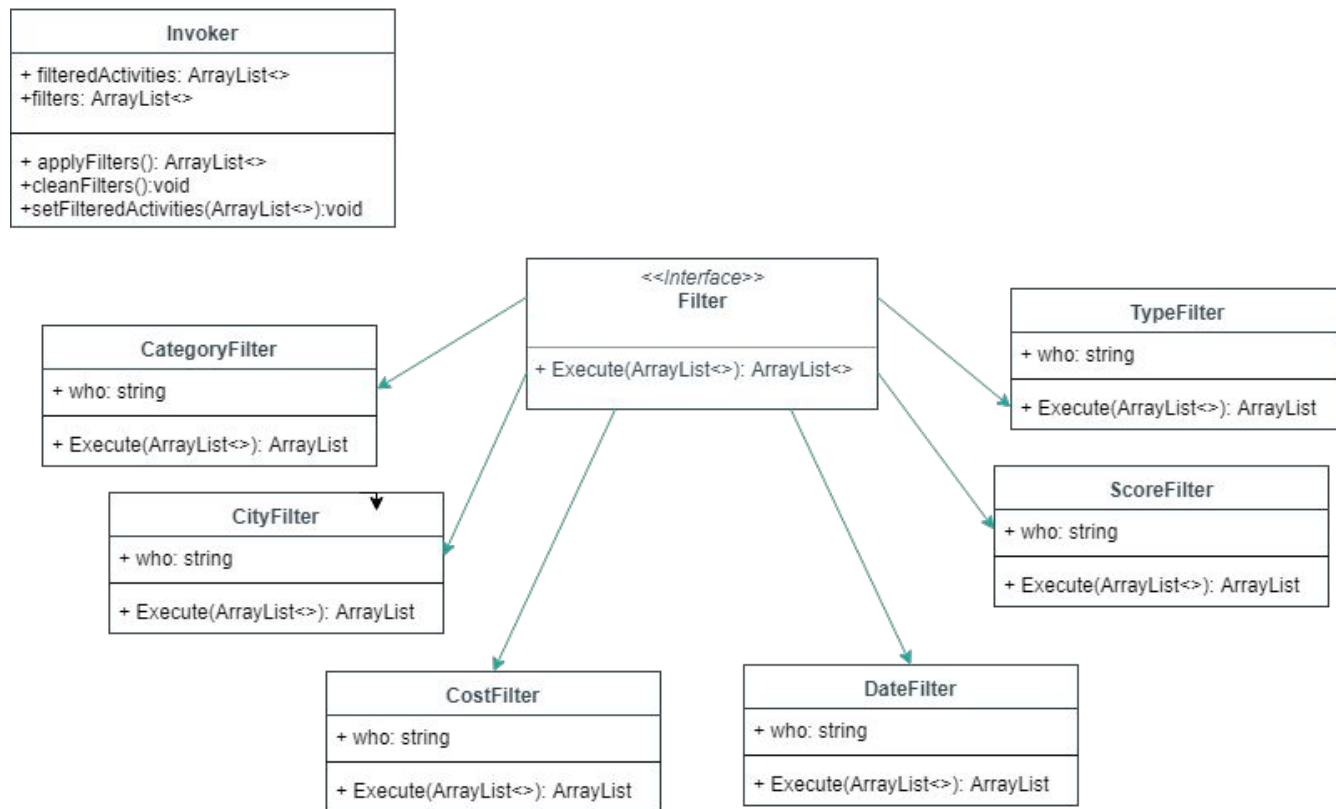 Invoker
+ filteredActivities: ArrayList<>
+filters: ArrayList<>
+ applyFilters(): ArrayList<>
+cleanFilters():void
+setFilteredActivities(ArrayList<>):void
<<Interface>>
Filter
+ Execute(ArrayList<>): ArrayList<>
CategoryFilter
+ who: string
+ Execute(ArrayList<>): ArrayList
TypeFilter
+ who: string
+ Execute(ArrayList<>): ArrayList
CityFilter
+ who: string
+ Execute(ArrayList<>): ArrayList
ScoreFilter
+ who: string
+ Execute(ArrayList<>): ArrayList
CostFilter
+ who: string
+ Execute(ArrayList<>): ArrayList
DateFilter
+ who: string
+ Execute(ArrayList<>): ArrayList